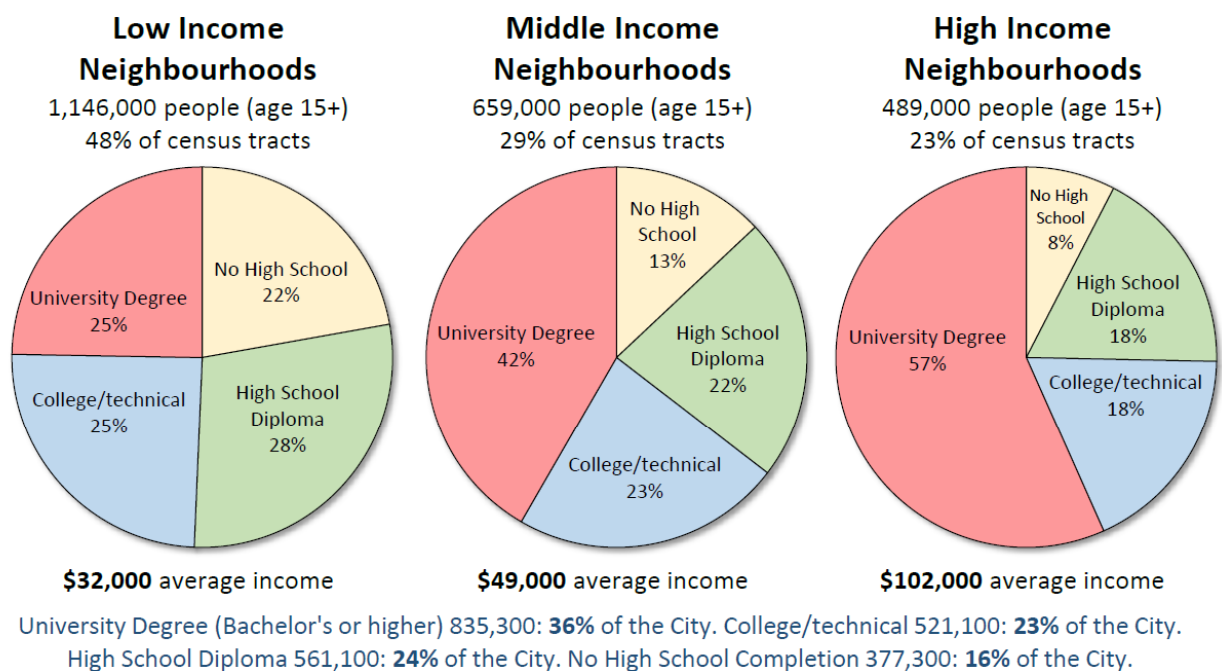 Low Income
Neighbourhoods
1,146,000 people (age 15+)
48% of census tracts
No High School
22%
University Degree
25%
College/technical
25%
High School
Diploma
28%
$32,000 average income
Middle Income
Neighbourhoods
659,000 people (age 15+)
29% of census tracts
No High
School
13%
University Degree
42%
High School
Diploma
22%
College/technical
23%
$49,000 average income
High Income
Neighbourhoods
489,000 people (age 15+)
23% of census tracts
No High
School
8%
High School
Diploma
18%
University Degree
57%
College/technical
18%
$102,000 average income
University Degree (Bachelor's or higher) 835,300: 36% of the City. College/technical 521,100: 23% of the City.
High School Diploma 561,100: 24% of the City. No High School Completion 377,300: 16% of the City.